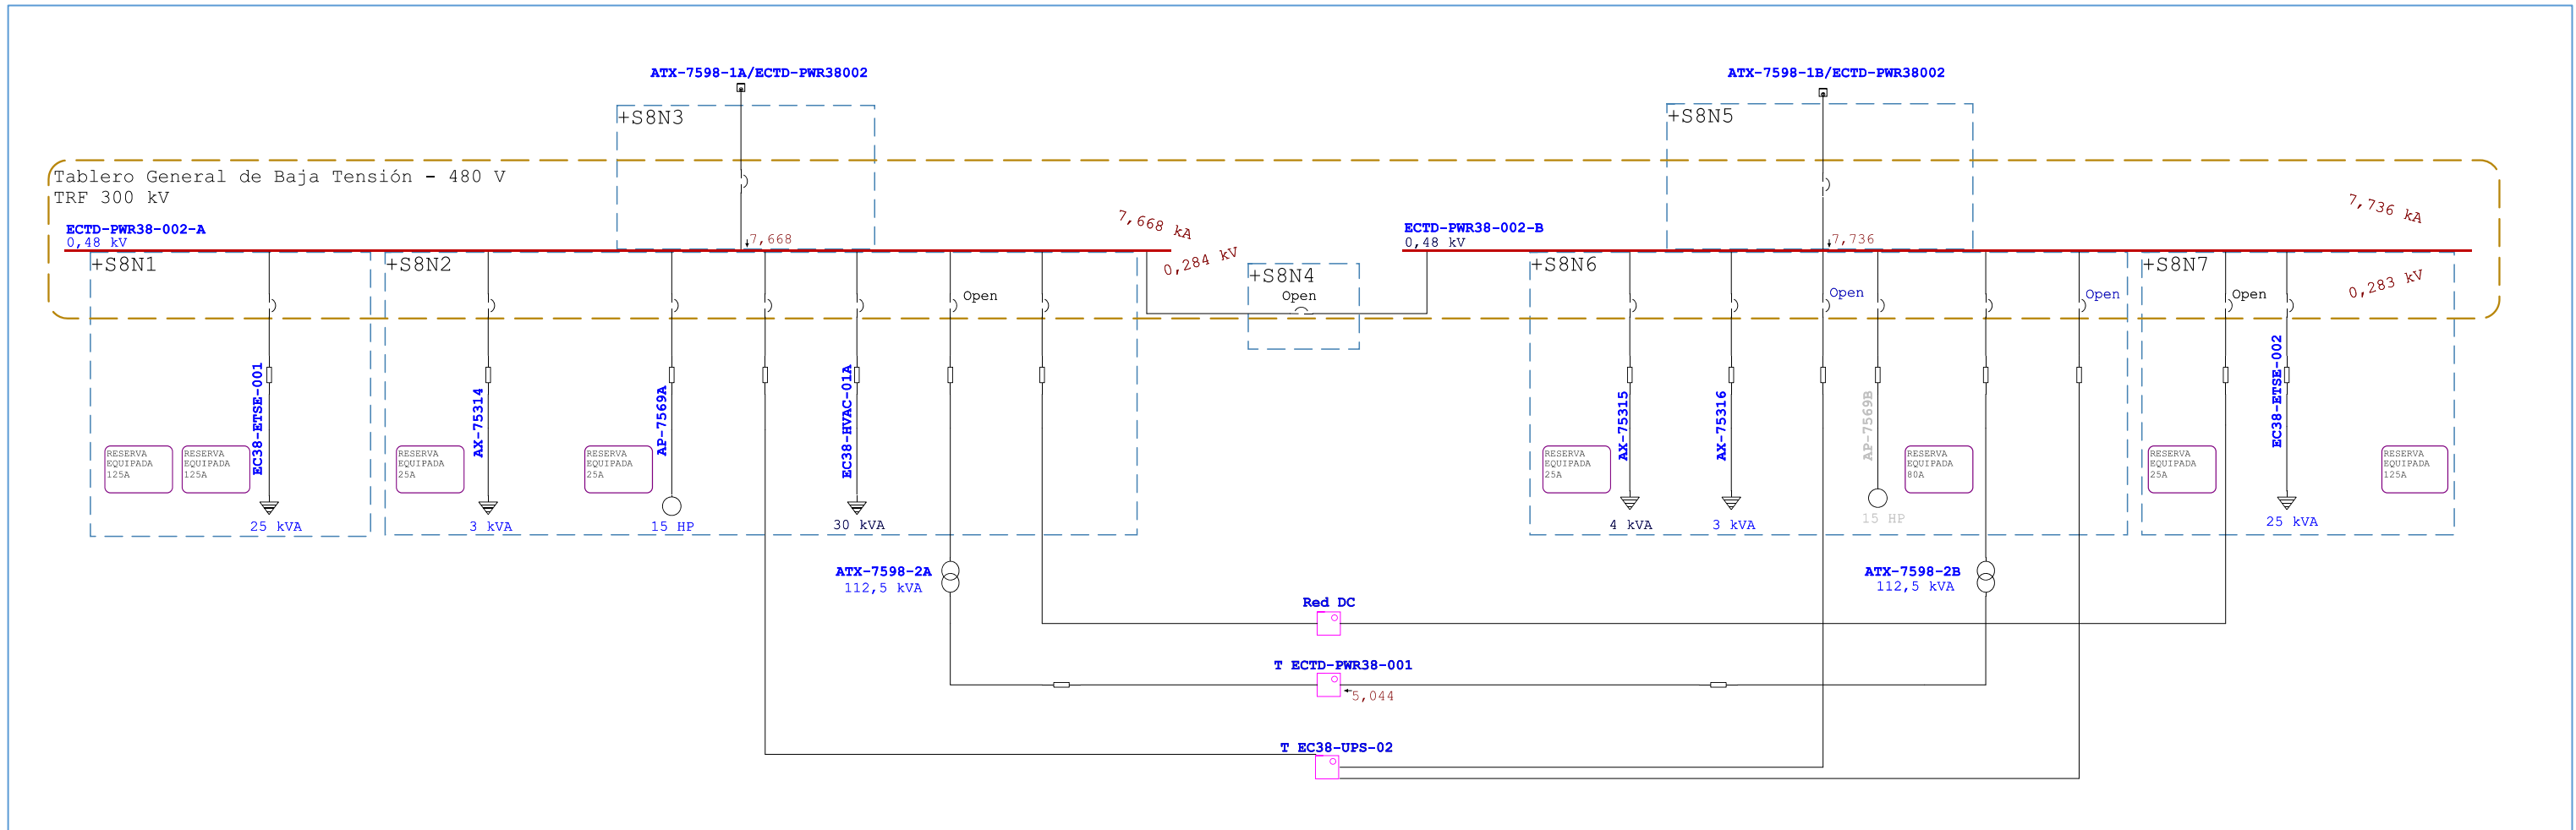 ATX-7598-1A/ECTD-PWR38002
ATX-7598-1B/ECTD-PWR38002
+S8N3
+S8N5
Tablero General de Baja Tensión - 480 V
TRF 300 kV
ECTD-PWR38-002-A
0,48 kV
7,668
7,668 kA
0,284 kV
ECTD-PWR38-002-B
0,48 kV
7,736
7,736 kA
0,283 kV
+S8N1
+S8N2
+S8N4
+S8N6
+S8N7
Open
Open
Open
Open
Open
EC38-ETSE-001
AX-75314
AP-7569A
EC38-HVAC-01A
AX-75315
AX-75316
AP-7569B
EC38-ETSE-002
RESERVA
EQUIPADA
125A
RESERVA
EQUIPADA
125A
RESERVA
EQUIPADA
25A
RESERVA
EQUIPADA
25A
RESERVA
EQUIPADA
25A
RESERVA
EQUIPADA
80A
RESERVA
EQUIPADA
25A
RESERVA
EQUIPADA
125A
25 kVA
3 kVA
15 HP
30 kVA
4 kVA
3 kVA
15 HP
25 kVA
ATX-7598-2A
112,5 kVA
ATX-7598-2B
112,5 kVA
Red DC
T ECTD-PWR38-001
5,044
T EC38-UPS-02